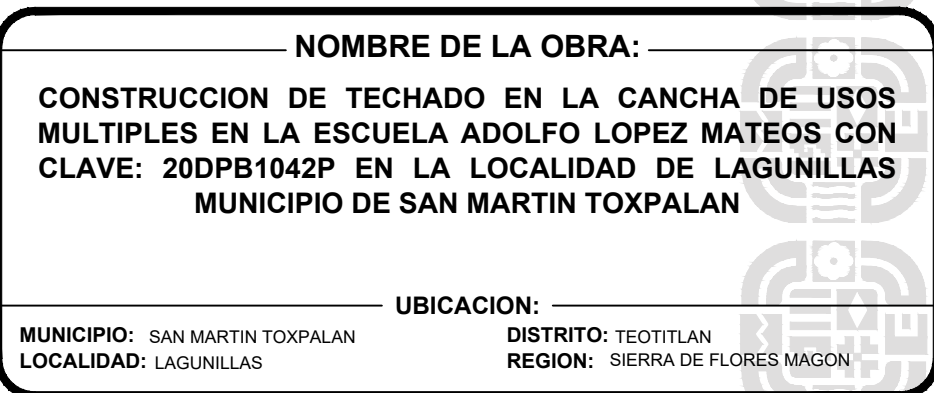 NOMBRE DE LA OBRA:
CONSTRUCCION DE TECHADO EN LA CANCHA DE USOS
MULTIPLES EN LA ESCUELA ADOLFO LOPEZ MATEOS CON
CLAVE: 20DPB1042P EN LA LOCALIDAD DE LAGUNILLAS
MUNICIPIO DE SAN MARTIN TOXPALAN
UBICACION:
MUNICIPIO: SAN MARTIN TOXPALAN DISTRITO: TEOTITLAN
LOCALIDAD: LAGUNILLAS REGION: SIERRA DE FLORES MAGON